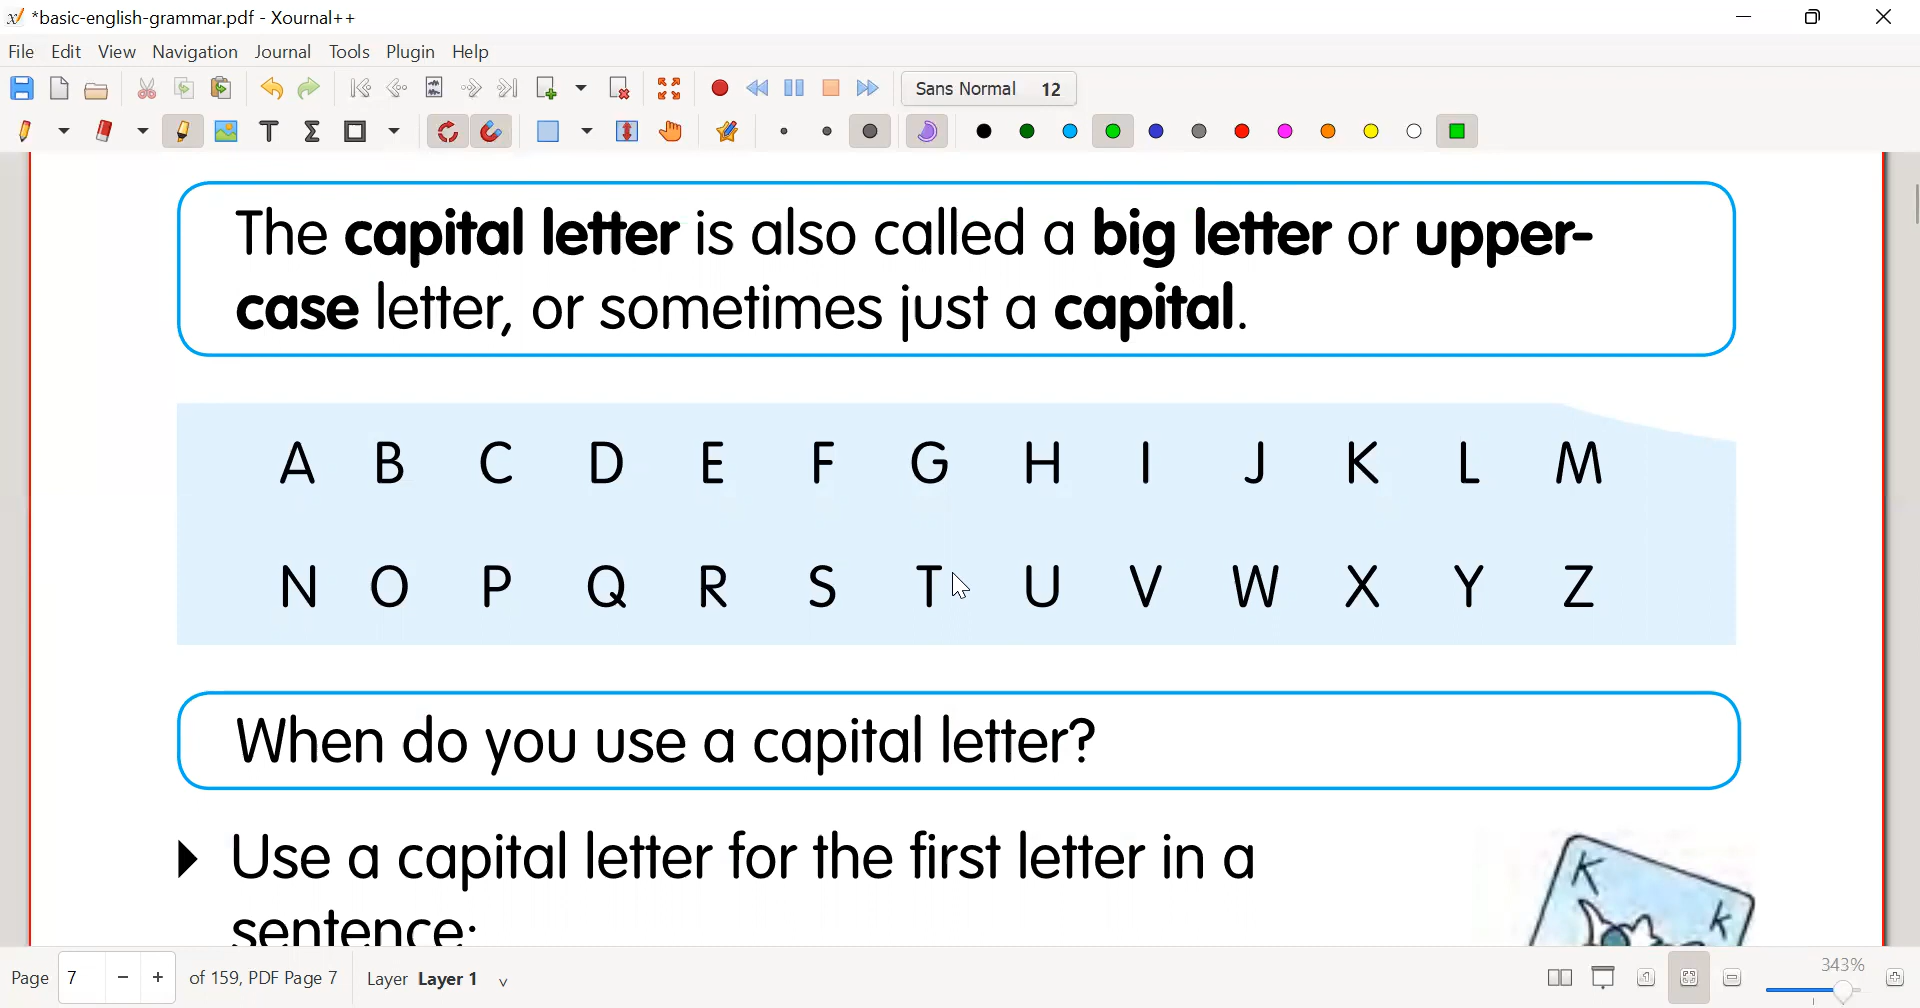 *basic-english-grammar.pdf - Xournal++
File Edit View Navigation Journal Tools Plugin Help
Sans Normal 12
The capital letter is also called a big letter or upper-
case letter, or sometimes just a capital.
A B C D E F G H I J K L M
N O P Q R S T U V W X Y Z
When do you use a capital letter?
Use a capital letter for the first letter in a
sentence:
K
K
Page 7 − + of 159, PDF Page 7 Layer Layer 1
343%